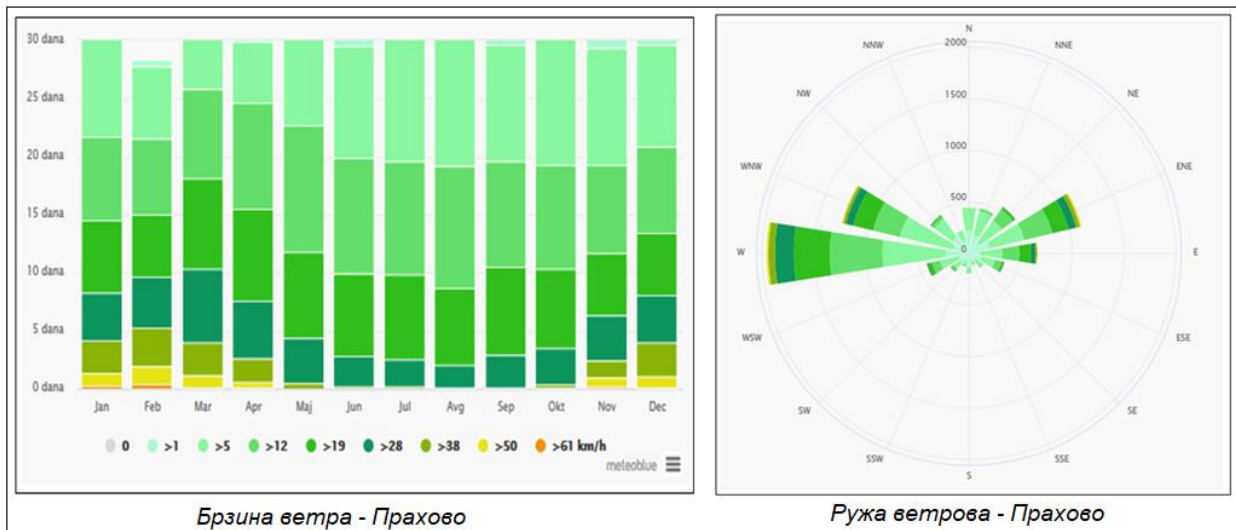 30 dana
25 dana
20 dana
15 dana
10 dana
5 dana
0 dana
Jan Feb Mar Apr Maj Jun Jul Avg Sep Okt Nov Dec
0 >1 >5 >12 >19 >28 >38 >50 >61 km/h
meteoblue
Брзина ветра - Прахово
N
NNE
NE
ENE
E
ESE
SE
SSE
S
SSW
SW
WSW
W
WNW
NW
NNW
2000
1500
1000
500
0
Ружа ветрова - Прахово